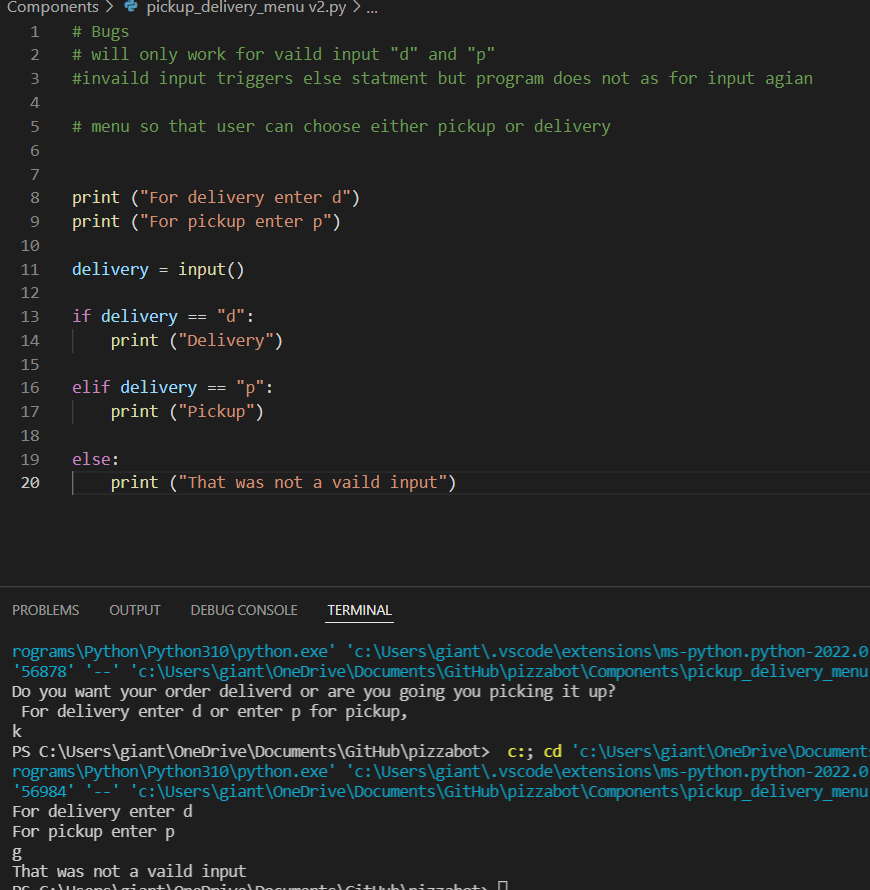 Components > pickup_delivery_menu v2.py > ...
1 # Bugs
2 # will only work for vaild input "d" and "p"
3 #invaild input triggers else statment but program does not as for input agian
4
5 # menu so that user can choose either pickup or delivery
6
7
8 print ("For delivery enter d")
9 print ("For pickup enter p")
10
11 delivery = input()
12
13 if delivery == "d":
14     print ("Delivery")
15
16 elif delivery == "p":
17     print ("Pickup")
18
19 else:
20     print ("That was not a vaild input")
PROBLEMS OUTPUT DEBUG CONSOLE TERMINAL
rograms\Python\Python310\python.exe' 'c:\Users\giant\.vscode\extensions\ms-python.python-2022.0
'56878' '--' 'c:\Users\giant\OneDrive\Documents\GitHub\pizzabot\Components\pickup_delivery_menu
Do you want your order deliverd or are you going you picking it up?
 For delivery enter d or enter p for pickup,
k
PS C:\Users\giant\OneDrive\Documents\GitHub\pizzabot>  c:; cd 'c:\Users\giant\OneDrive\Documents
rograms\Python\Python310\python.exe' 'c:\Users\giant\.vscode\extensions\ms-python.python-2022.0
'56984' '--' 'c:\Users\giant\OneDrive\Documents\GitHub\pizzabot\Components\pickup_delivery_menu
For delivery enter d
For pickup enter p
g
That was not a vaild input
PS C:\Users\giant\OneDrive\Documents\GitHub\pizzabot>